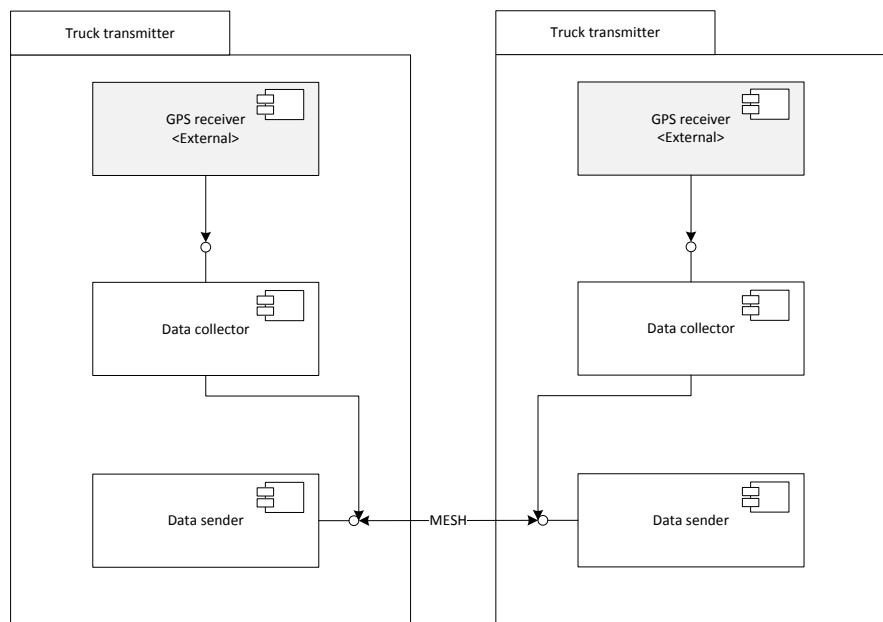 Truck transmitter
Truck transmitter
GPS receiver
<External>
GPS receiver
<External>
Data collector
Data collector
Data sender
MESH
Data sender